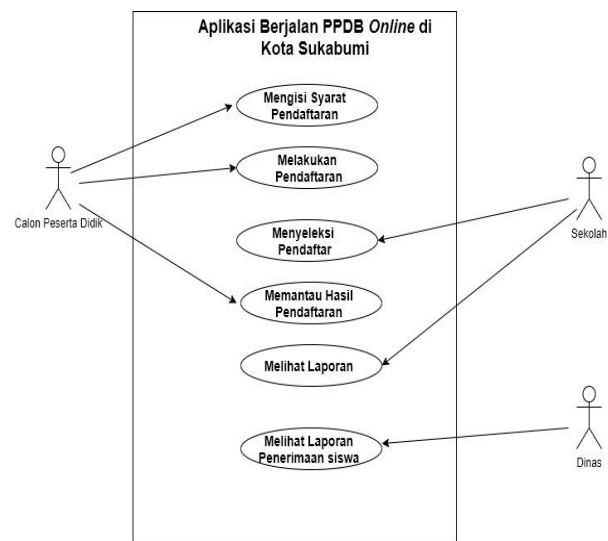 Aplikasi Berjalan PPDB Online di
Kota Sukabumi
Mengisi Syarat
Pendaftaran
Melakukan
Pendaftaran
Calon Peserta Didik
Menyeleksi
Pendaftar
Sekolah
Memantau Hasil
Pendaftaran
Melihat Laporan
Melihat Laporan
Penerimaan siswa
Dinas